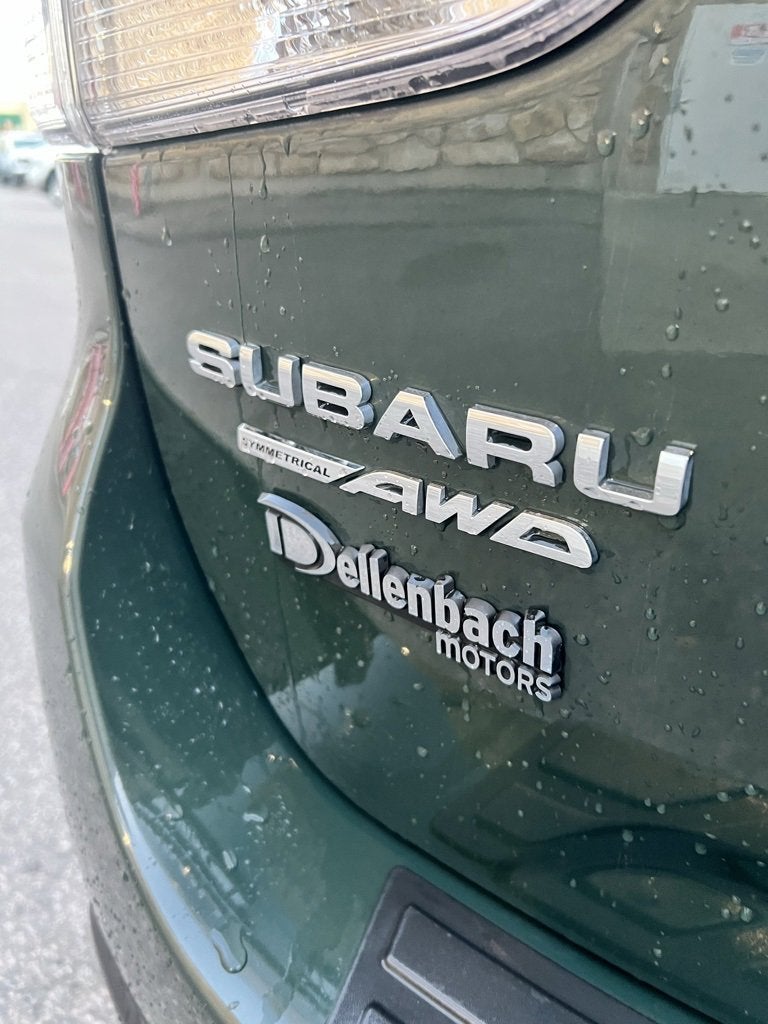 SUBARU
SYMMETRICAL AWD
Dellenbach
MOTORS